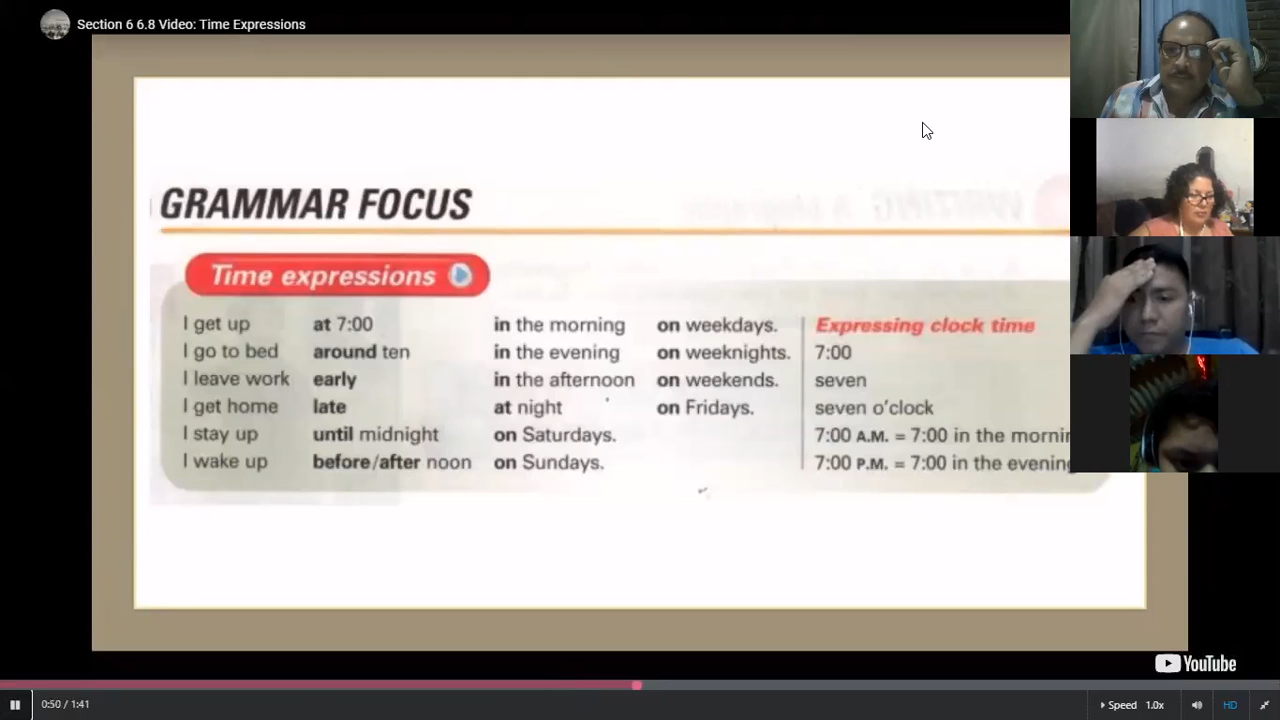 Section 6 6.8 Video: Time Expressions
GRAMMAR FOCUS
Time expressions
I get up at 7:00 in the morning on weekdays.
I go to bed around ten in the evening on weeknights.
I leave work early in the afternoon on weekends.
I get home late at night on Fridays.
I stay up until midnight on Saturdays.
I wake up before/after noon on Sundays.
Expressing clock time
7:00
seven
seven o'clock
7:00 A.M. = 7:00 in the mornin
7:00 P.M. = 7:00 in the evening
YouTube
0:50 / 1:41
Speed 1.0x
HD